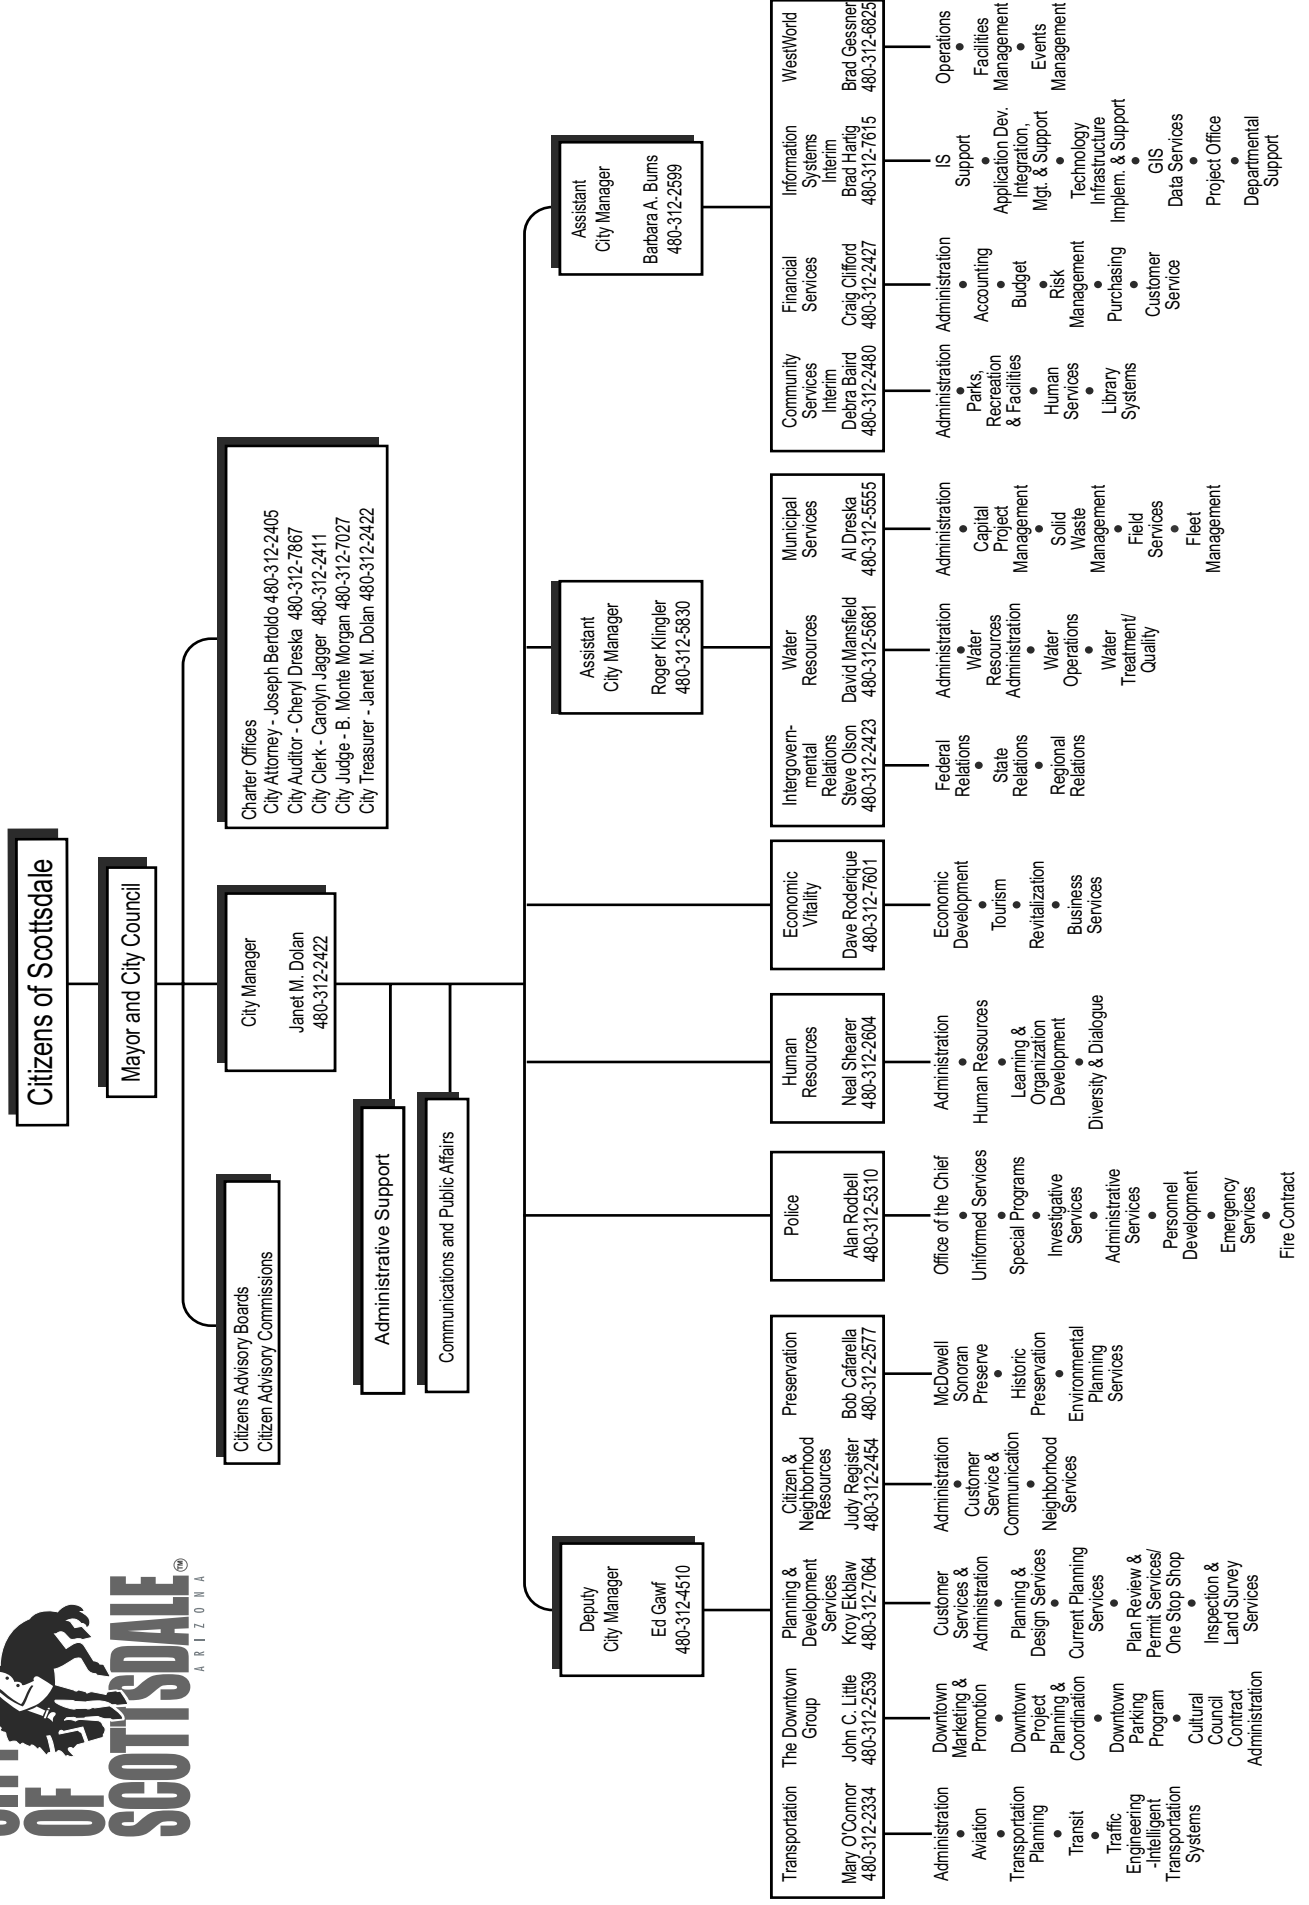 CITY
OF
SCOTTSDALE
TM
ARIZONA
Citizens of Scottsdale
Mayor and City Council
Citizens Advisory Boards
Citizen Advisory Commissions
City Manager
Janet M. Dolan
480-312-2422
Charter Offices
City Attorney - Joseph Bertoldo 480-312-2405
City Auditor - Cheryl Dreska 480-312-7867
City Clerk - Carolyn Jagger 480-312-2411
City Judge - B. Monte Morgan 480-312-7027
City Treasurer - Janet M. Dolan 480-312-2422
Administrative Support
Communications and Public Affairs
Deputy
City Manager
Ed Gawf
480-312-4510
Assistant
City Manager
Roger Klingler
480-312-5830
Assistant
City Manager
Barbara A. Burns
480-312-2599
Transportation
Mary O'Connor
480-312-2334
Administration
Aviation
Transportation
Planning
Transit
Traffic
Engineering
-Intelligent
Transportation
Systems
The Downtown
Group
John C. Little
480-312-2539
Downtown
Marketing &
Promotion
Downtown
Project
Planning &
Coordination
Downtown
Parking
Program
Cultural
Council
Contract
Administration
Planning &
Development
Services
Kroy Ekblaw
480-312-7064
Customer
Services &
Administration
Planning &
Design Services
Current Planning
Services
Plan Review &
Permit Services/
One Stop Shop
Inspection &
Land Survey
Services
Citizen &
Neighborhood
Resources
Judy Register
480-312-2454
Administration
Customer
Service &
Communication
Neighborhood
Services
Preservation
Bob Cafarella
480-312-2577
McDowell
Sonoran
Preserve
Historic
Preservation
Environmental
Planning
Services
Police
Alan Rodbell
480-312-5310
Office of the Chief
Uniformed Services
Special Programs
Investigative
Services
Administrative
Services
Personnel
Development
Emergency
Services
Fire Contract
Human
Resources
Neal Shearer
480-312-2604
Administration
Human Resources
Learning &
Organization
Development
Diversity & Dialogue
Economic
Vitality
Dave Roderique
480-312-7601
Economic
Development
Tourism
Revitalization
Business
Services
Intergovern-
mental
Relations
Steve Olson
480-312-2423
Federal
Relations
State
Relations
Regional
Relations
Water
Resources
David Mansfield
480-312-5681
Administration
Water
Resources
Administration
Water
Operations
Water
Treatment/
Quality
Municipal
Services
Al Dreska
480-312-5555
Administration
Capital
Project
Management
Solid
Waste
Management
Field
Services
Fleet
Management
Community
Services
Interim
Debra Baird
480-312-2480
Administration
Parks,
Recreation
& Facilities
Human
Services
Library
Systems
Financial
Services
Craig Clifford
480-312-2427
Administration
Accounting
Budget
Risk
Management
Purchasing
Customer
Service
Information
Systems
Interim
Brad Hartig
480-312-7615
IS
Support
Application Dev.
Integration,
Mgt. & Support
Technology
Infrastructure
Implem. & Support
GIS
Data Services
Project Office
Departmental
Support
WestWorld
Brad Gessner
480-312-6825
Operations
Facilities
Management
Events
Management